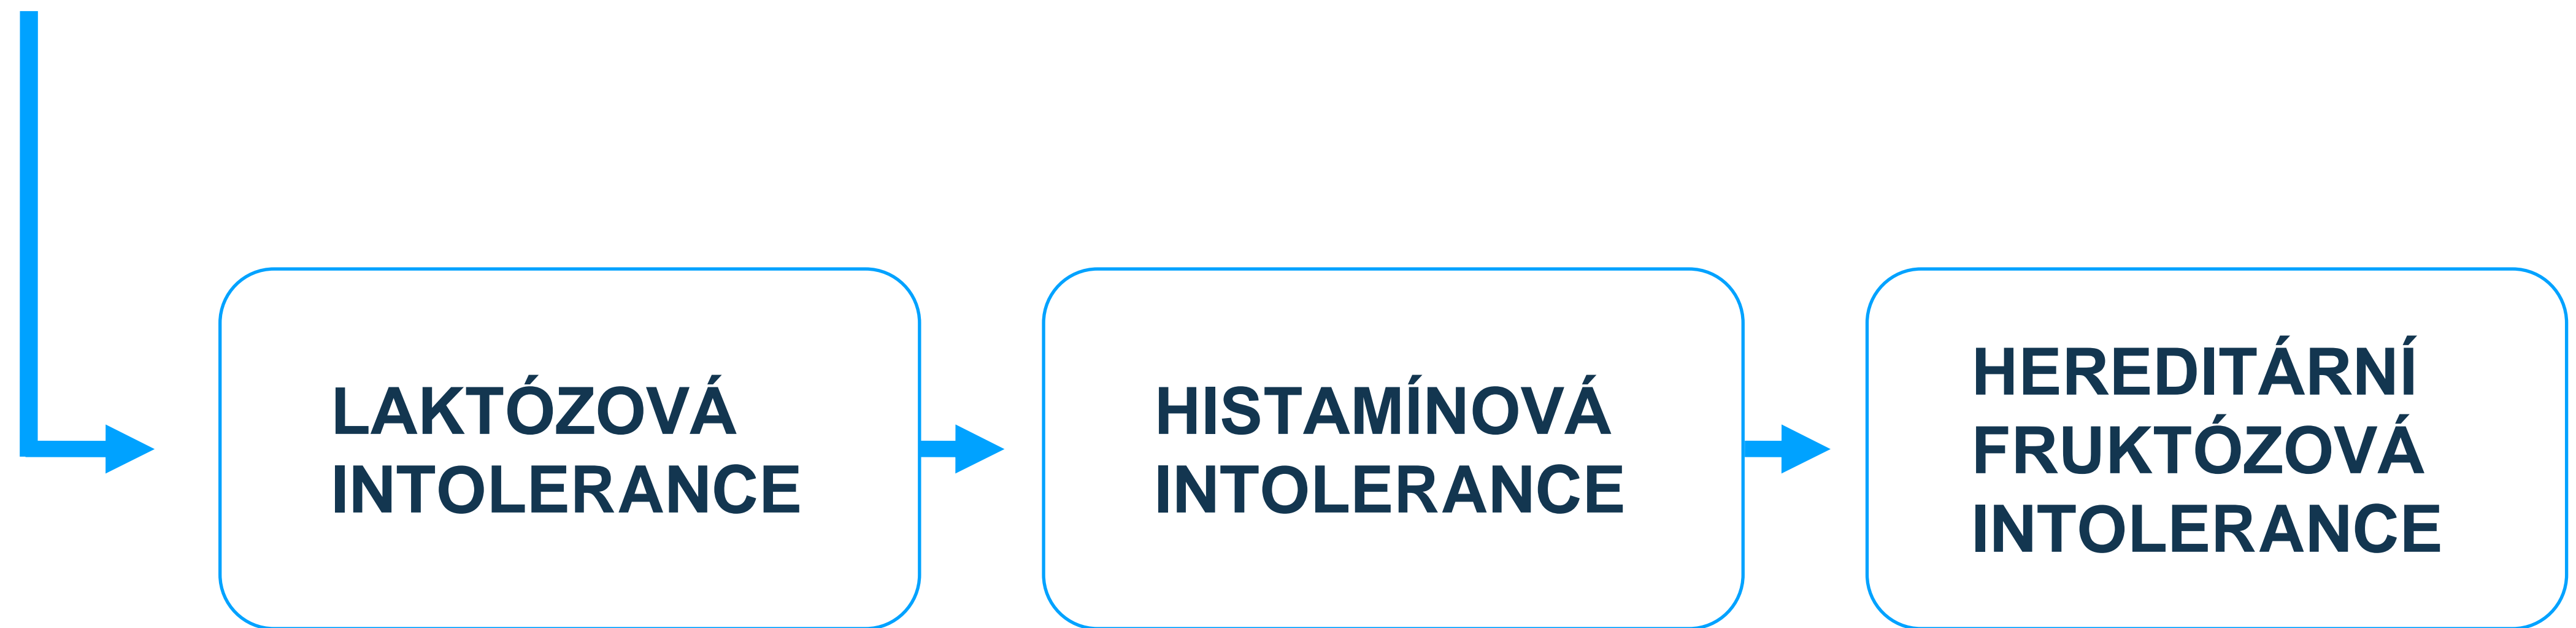 LAKTÓZOVÁ
INTOLERANCE
HISTAMÍNOVÁ
INTOLERANCE
HEREDITÁRNÍ
FRUKTÓZOVÁ
INTOLERANCE